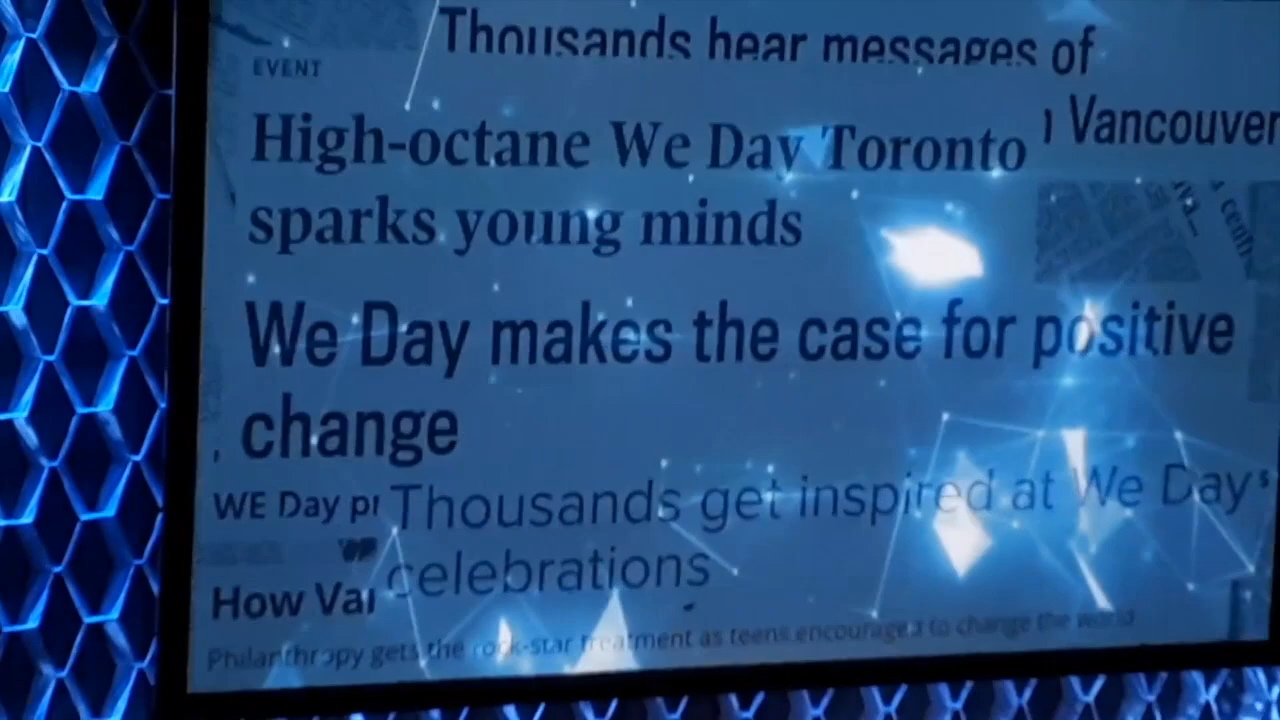 Thousands hear messages of
Vancouver
EVENT
High-octane We Day Toronto
sparks young minds
We Day makes the case for positive
change
WE Day
Thousands get inspired at We Day
celebrations
How
Philanthropy gets the rock-star treatment as teens encouraged to change the world